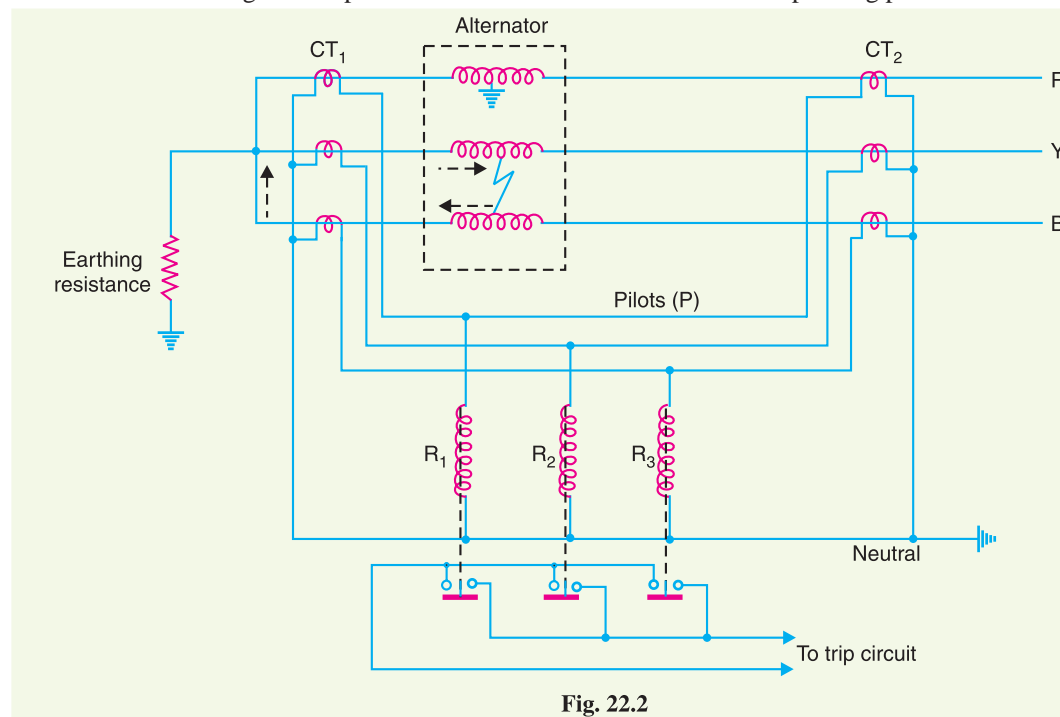 Alternator
CT1
CT2
Y
Earthing
resistance
Pilots (P)
R1
R2
R3
Neutral
To trip circuit
Fig. 22.2